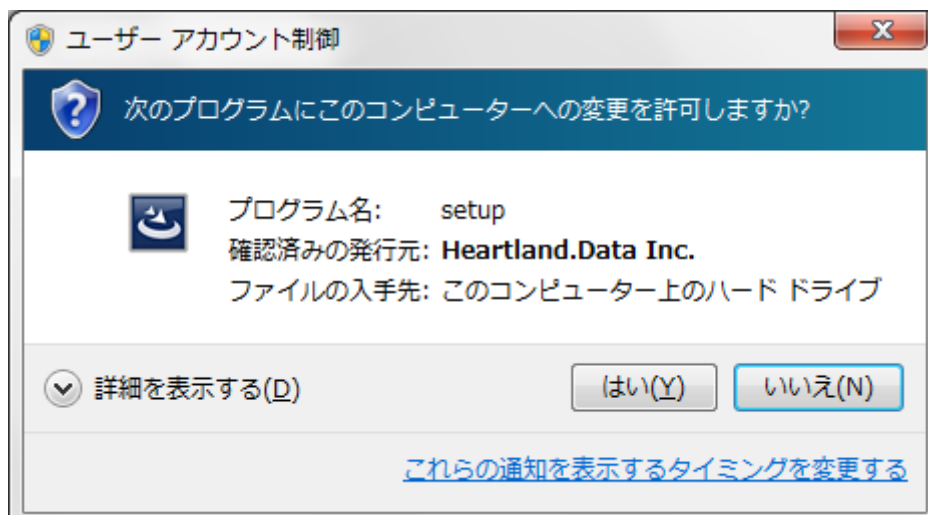 ユーザー アカウント制御
次のプログラムにこのコンピューターへの変更を許可しますか?
プログラム名: setup
確認済みの発行元: Heartland.Data Inc.
ファイルの入手先: このコンピューター上のハード ドライブ
詳細を表示する(D) はい(Y) いいえ(N)
これらの通知を表示するタイミングを変更する